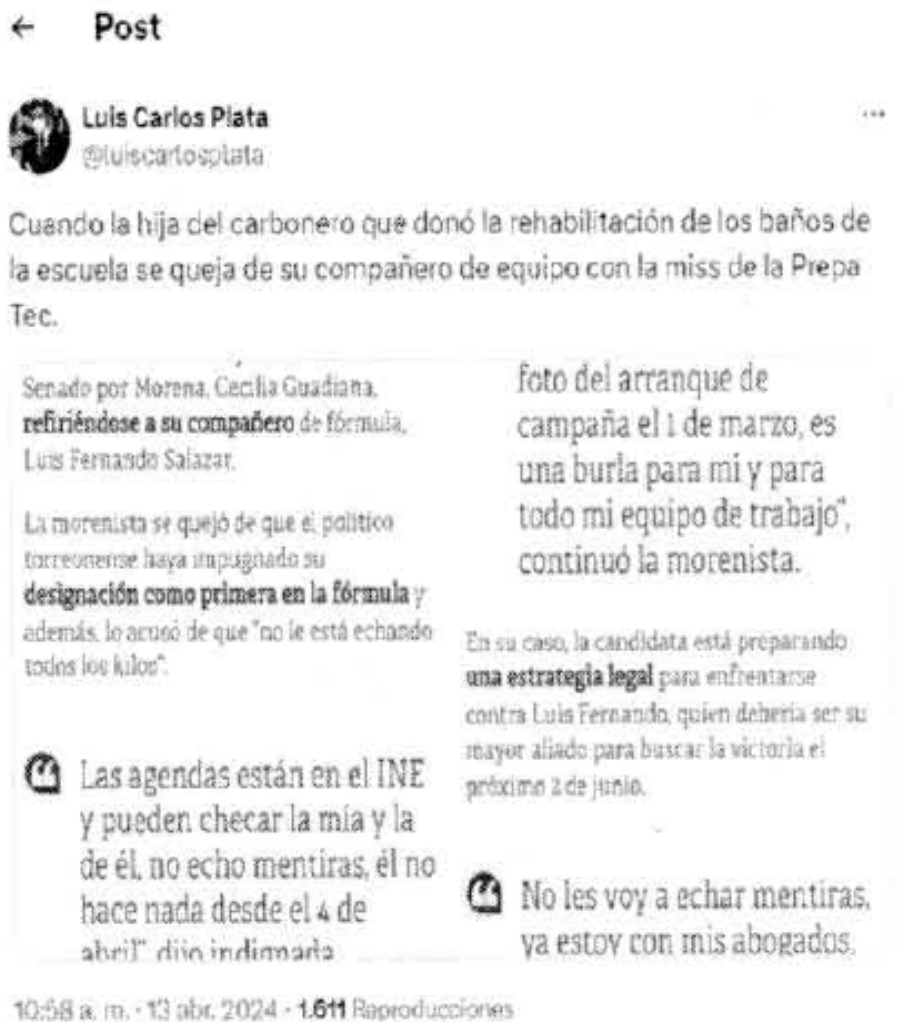 ← Post
Luis Carlos Plata
@luiscarlosplata
...
Cuando la hija del carbonero que donó la rehabilitación de los baños de
la escuela se queja de su compañero de equipo con la miss de la Prepa
Tec.
Senado por Morena, Cecilia Guadiana,
refiriéndose a su compañero de fórmula,
Luis Fernando Salazar.
La morenista se quejó de que el político
torreonense haya impugnado su
designación como primera en la fórmula y
además, lo acusó de que "no le está echando
todos los kilos".
Las agendas están en el INE
y pueden checar la mía y la
de él, no echo mentiras, él no
hace nada desde el 4 de
abril" dijo indignada
foto del arranque de
campaña el 1 de marzo, es
una burla para mi y para
todo mi equipo de trabajo",
continuó la morenista.
En su caso, la candidata está preparando
una estrategia legal para enfrentarse
contra Luis Fernando, quien debería ser su
mayor aliado para buscar la victoria el
próximo 2 de junio.
No les voy a echar mentiras,
ya estoy con mis abogados,
10:58 a. m. · 13 abr. 2024 · 1.611 Reproducciones